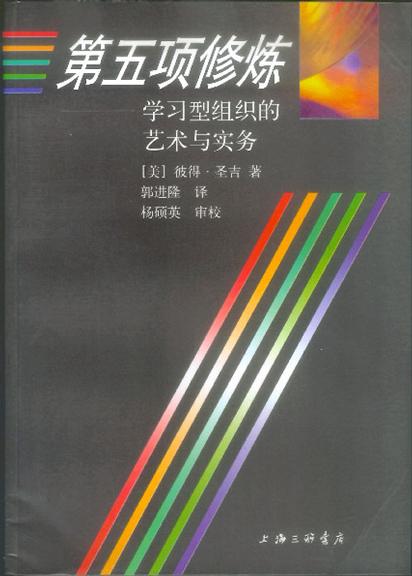 第五项修炼
学习型组织的
艺术与实务
[美] 彼得·圣吉 著
郭进隆 译
杨硕英 审校
上海三联书店